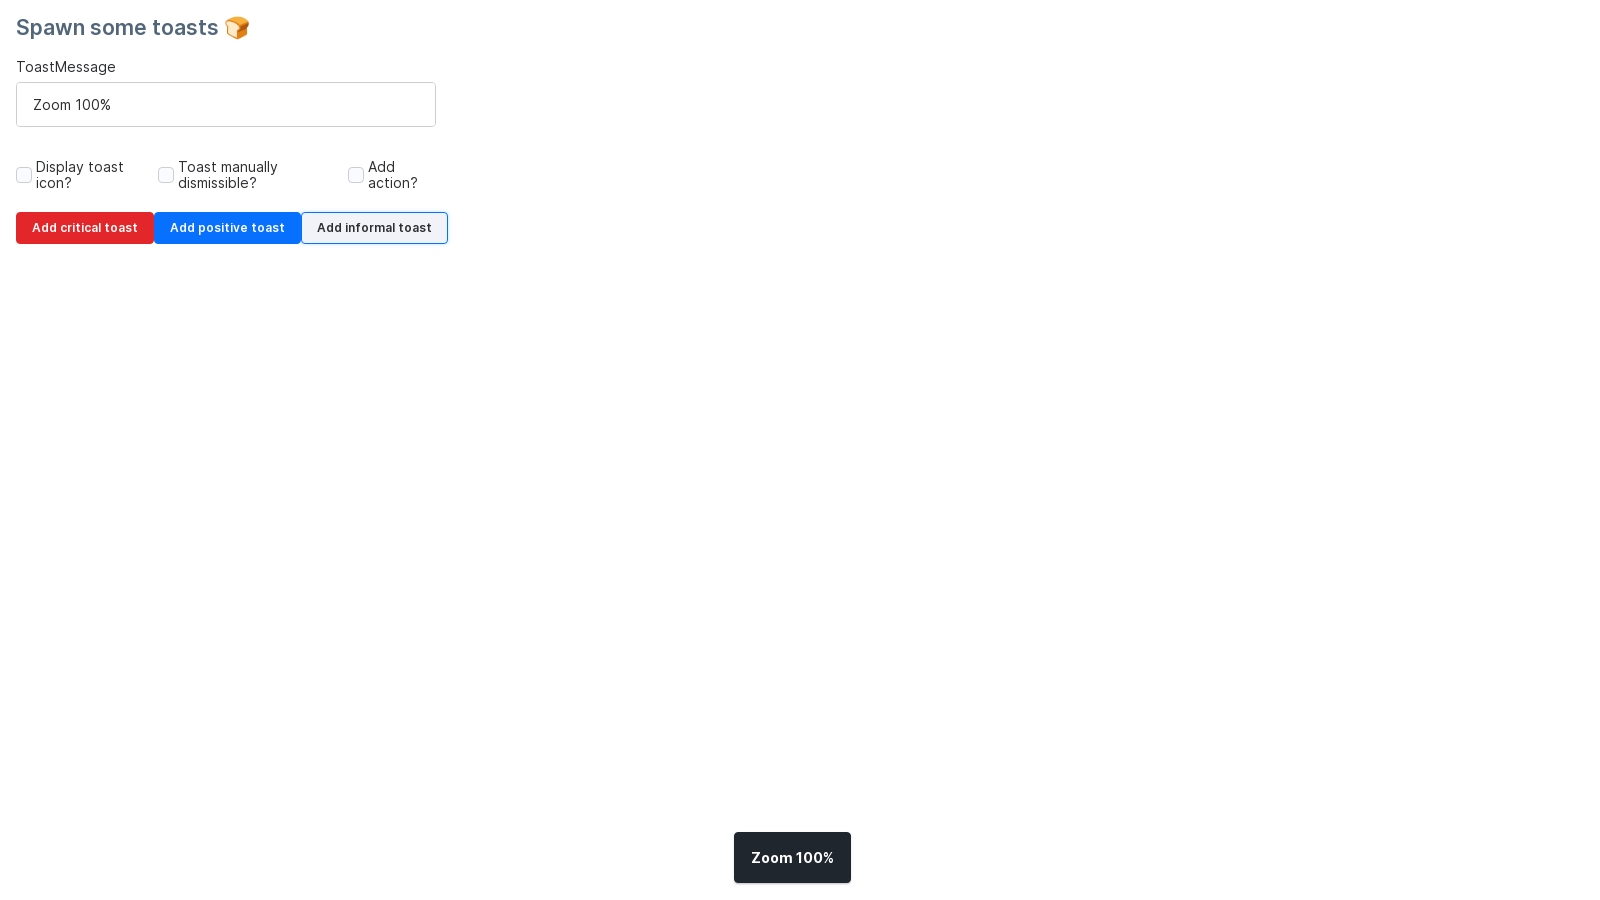 Spawn some toasts 🍞
ToastMessage
Zoom 100%
Display toast
icon?
Toast manually
dismissible?
Add
action?
Add critical toast
Add positive toast
Add informal toast
Zoom 100%